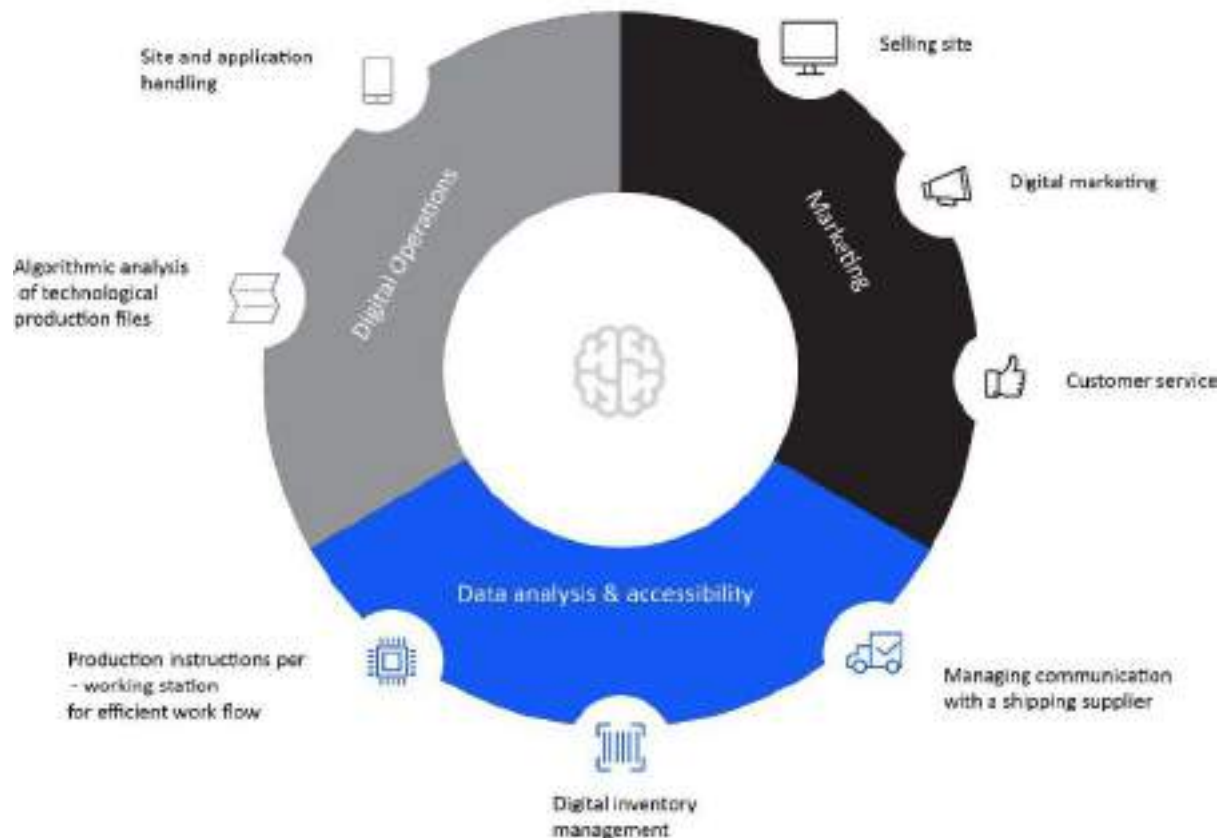 Site and application
handling
Selling site
Digital marketing
Algorithmic analysis
of technological
production files
Digital Operations
Marketing
Customer service
Data analysis & accessibility
Production instructions per
- working station
for efficient work flow
Managing communication
with a shipping supplier
Digital inventory
management